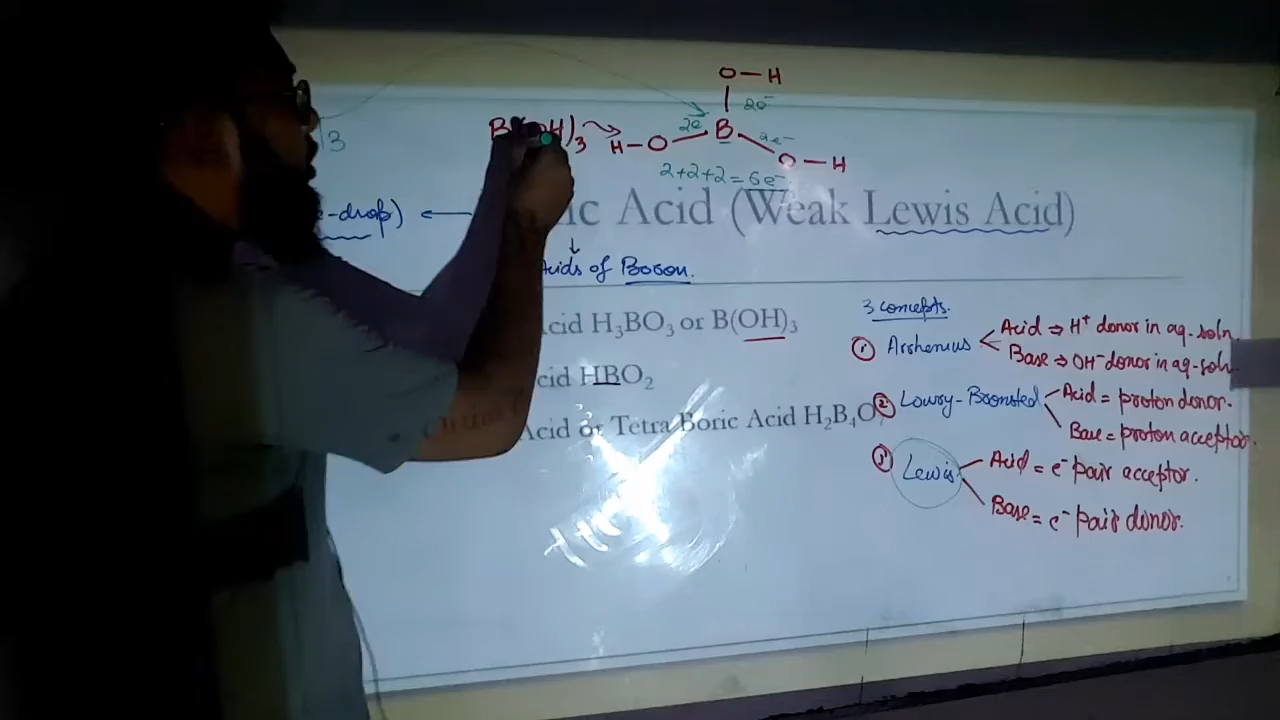 O—H
2e⁻
)3
B(OH)3
H—O
2e
B
2e⁻
O—H
2+2+2=6e⁻
-drop) ←
ic Acid (Weak Lewis Acid)
↓
Acids of Boron.
3 concepts.
cid H₃BO₃ or B(OH)₃
① Arrhenius
Acid ⇒ H⁺ donor in aq. soln.
Base ⇒ OH⁻ donor in aq-soln.
cid HBO₂
② Lowry-Bronsted
Acid = proton donor.
Base = proton acceptor.
Acid or Tetra Boric Acid H₂B₄O
3 Lewis
Acid = e⁻ pair acceptor.
Base = e⁻ pair donor.